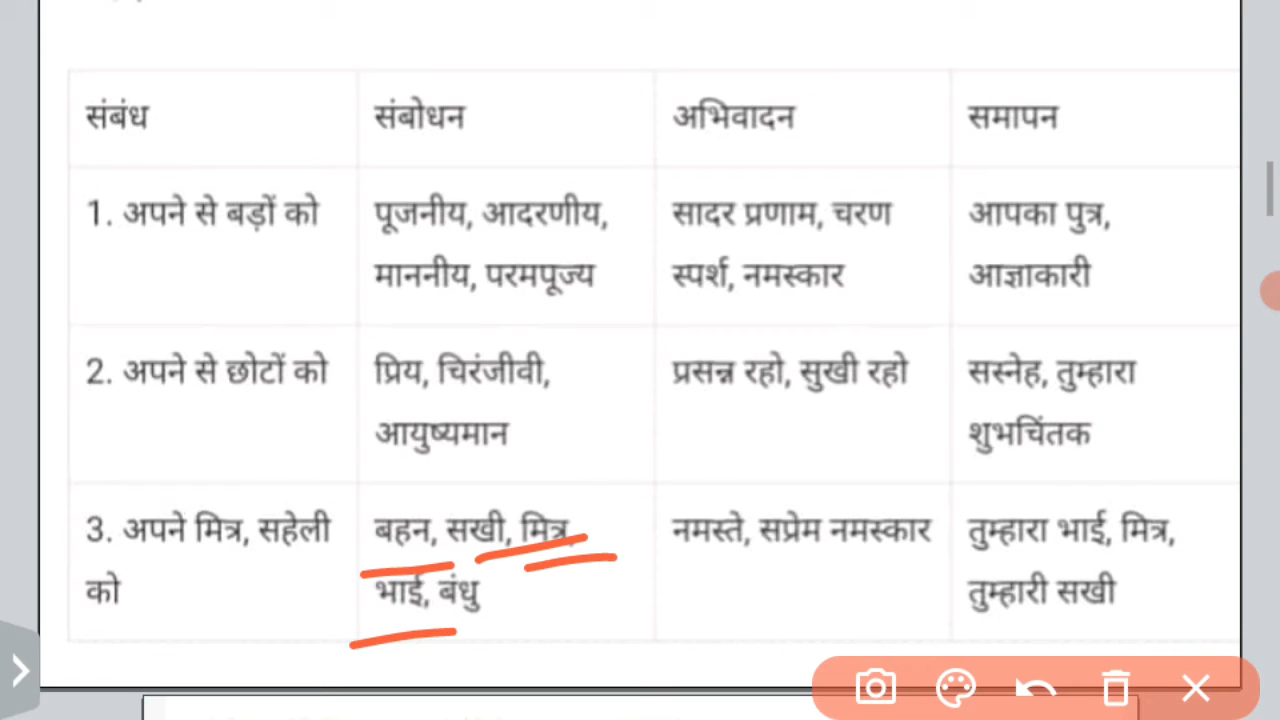 संबंध संबोधन अभिवादन समापन
1. अपने से बड़ों को पूजनीय, आदरणीय, सादर प्रणाम, चरण आपका पुत्र,
माननीय, परमपूज्य स्पर्श, नमस्कार आज्ञाकारी
2. अपने से छोटों को प्रिय, चिरंजीवी, प्रसन्न रहो, सुखी रहो सस्नेह, तुम्हारा
आयुष्यमान शुभचिंतक
3. अपने मित्र, सहेली बहन, सखी, मित्र, नमस्ते, सप्रेम नमस्कार तुम्हारा भाई, मित्र,
को भाई, बंधु तुम्हारी सखी